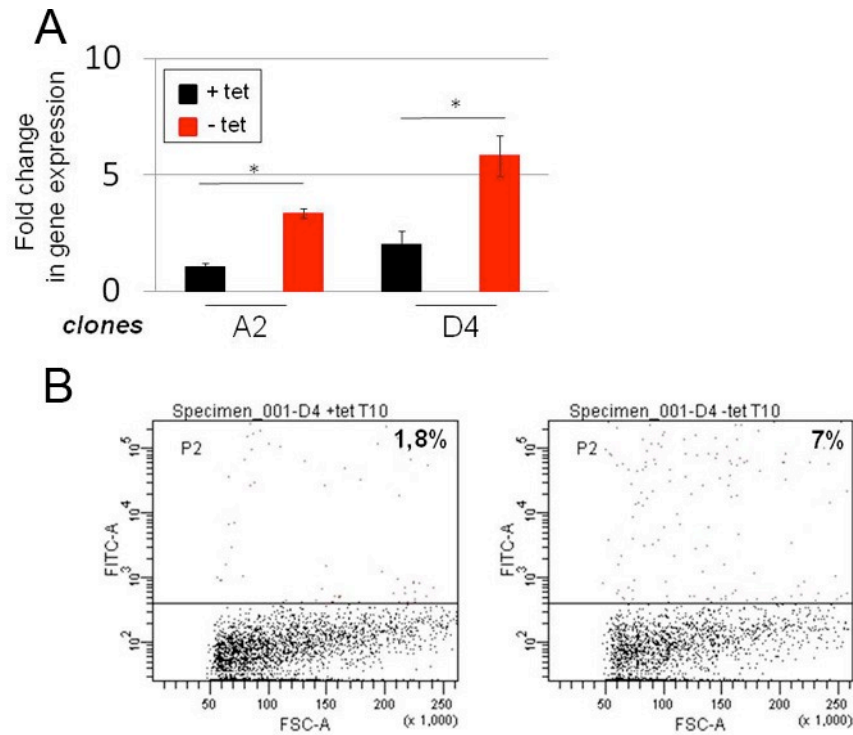 A
Fold change
in gene expression
10
5
0
+ tet
- tet
*
*
clones
A2
D4
B
Specimen_001-D4 +tet T10
P2
1,8%
FITC-A
10^5
10^4
10^3
10^2
50 100 150 200 250
FSC-A
(x 1,000)
Specimen_001-D4 -tet T10
P2
7%
FITC-A
10^5
10^4
10^3
10^2
50 100 150 200 250
FSC-A
(x 1,000)